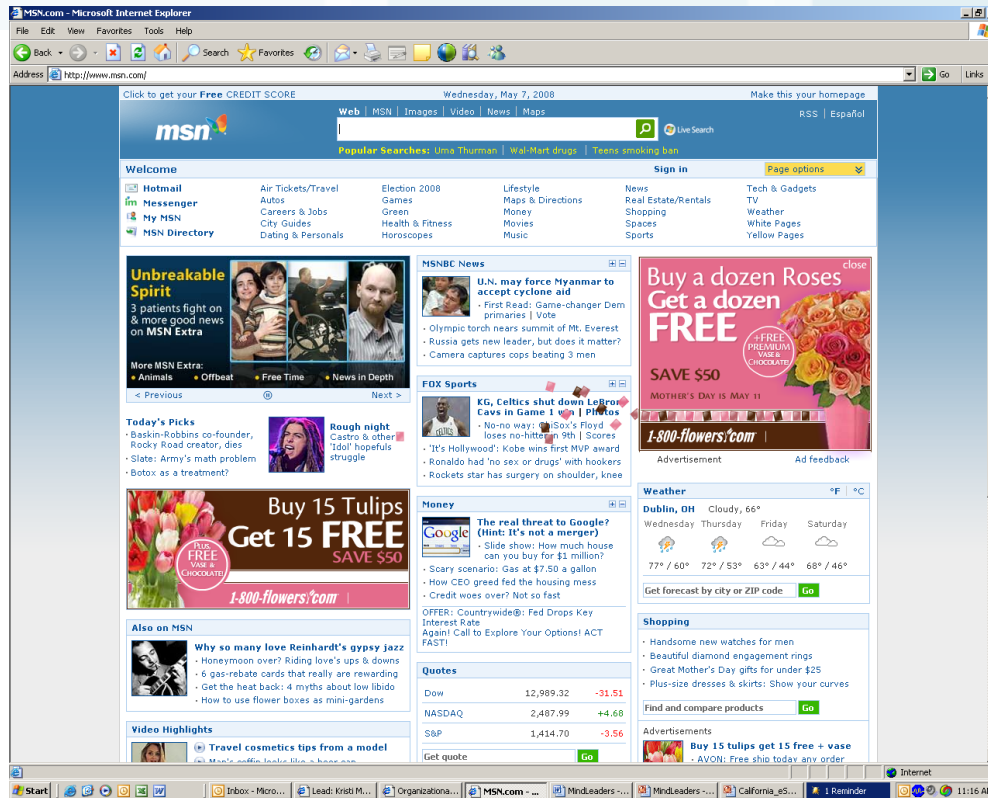 MSN.com - Microsoft Internet Explorer
File Edit View Favorites Tools Help
Back Search Favorites
Address http://www.msn.com/ Go Links
Click to get your Free CREDIT SCORE Wednesday, May 7, 2008 Make this your homepage
Web | MSN | Images | Video | News | Maps RSS | Español
msn
Live Search
Popular Searches: Uma Thurman | Wal-Mart drugs | Teens smoking ban
Welcome Sign in Page options
Hotmail Air Tickets/Travel Election 2008 Lifestyle News Tech & Gadgets
Messenger Autos Games Maps & Directions Real Estate/Rentals TV
My MSN Careers & Jobs Green Money Shopping Weather
MSN Directory City Guides Health & Fitness Movies Spaces White Pages
Dating & Personals Horoscopes Music Sports Yellow Pages
Unbreakable
Spirit
3 patients fight on
& more good news
on MSN Extra
More MSN Extra:
• Animals • Offbeat • Free Time • News in Depth
< Previous Next >
Today's Picks
Baskin-Robbins co-founder,
Rocky Road creator, dies
Slate: Army's math problem
Botox as a treatment?
Rough night
Castro & other
'Idol' hopefuls
struggle
Buy 15 Tulips
Get 15 FREE
SAVE $50
PLUS,
FREE
VASE &
CHOCOLATE!
1-800-flowers.com
Also on MSN
Why so many love Reinhardt's gypsy jazz
Honeymoon over? Riding love's ups & downs
6 gas-rebate cards that really are rewarding
Get the heat back: 4 myths about low libido
How to use flower boxes as mini-gardens
Video Highlights
Travel cosmetics tips from a model
Man's coffin looks like a beer can
MSNBC News
U.N. may force Myanmar to
accept cyclone aid
First Read: Game-changer Dem
primaries | Vote
Olympic torch nears summit of Mt. Everest
Russia gets new leader, but does it matter?
Camera captures cops beating 3 men
FOX Sports
KG, Celtics shut down LeBron,
Cavs in Game 1 win | Photos
No-no way: ChiSox's Floyd
loses no-hitter in 9th | Scores
'It's Hollywood': Kobe wins first MVP award
Ronaldo had 'no sex or drugs' with hookers
Rockets star has surgery on shoulder, knee
CELTICS
Money
Google
The real threat to Google?
(Hint: It's not a merger)
Slide show: How much house
can you buy for $1 million?
Scary scenario: Gas at $7.50 a gallon
How CEO greed fed the housing mess
Credit woes over? Not so fast
OFFER: Countrywide®: Fed Drops Key
Interest Rate
Again! Call to Explore Your Options! ACT
FAST!
Quotes
Dow 12,989.32 -31.51
NASDAQ 2,487.99 +4.68
S&P 1,414.70 -3.56
Get quote Go
close
Buy a dozen Roses
Get a dozen
FREE
+FREE
PREMIUM
VASE &
CHOCOLATE!
SAVE $50
MOTHER'S DAY IS MAY 11
1-800-flowers.com
Advertisement Ad feedback
Weather °F | °C
Dublin, OH Cloudy, 66°
Wednesday Thursday Friday Saturday
77° / 60° 72° / 53° 63° / 44° 68° / 46°
Get forecast by city or ZIP code Go
Shopping
Handsome new watches for men
Beautiful diamond engagement rings
Great Mother's Day gifts for under $25
Plus-size dresses & skirts: Show your curves
Find and compare products Go
Advertisements
Buy 15 tulips get 15 free + vase
AVON: Free ship today any order
Internet
Start Inbox - Micro... Lead: Kristi M... Organizationa... MSN.com - ... MindLeaders -... MindLeaders -... California_eS... 1 Reminder 11:16 AM